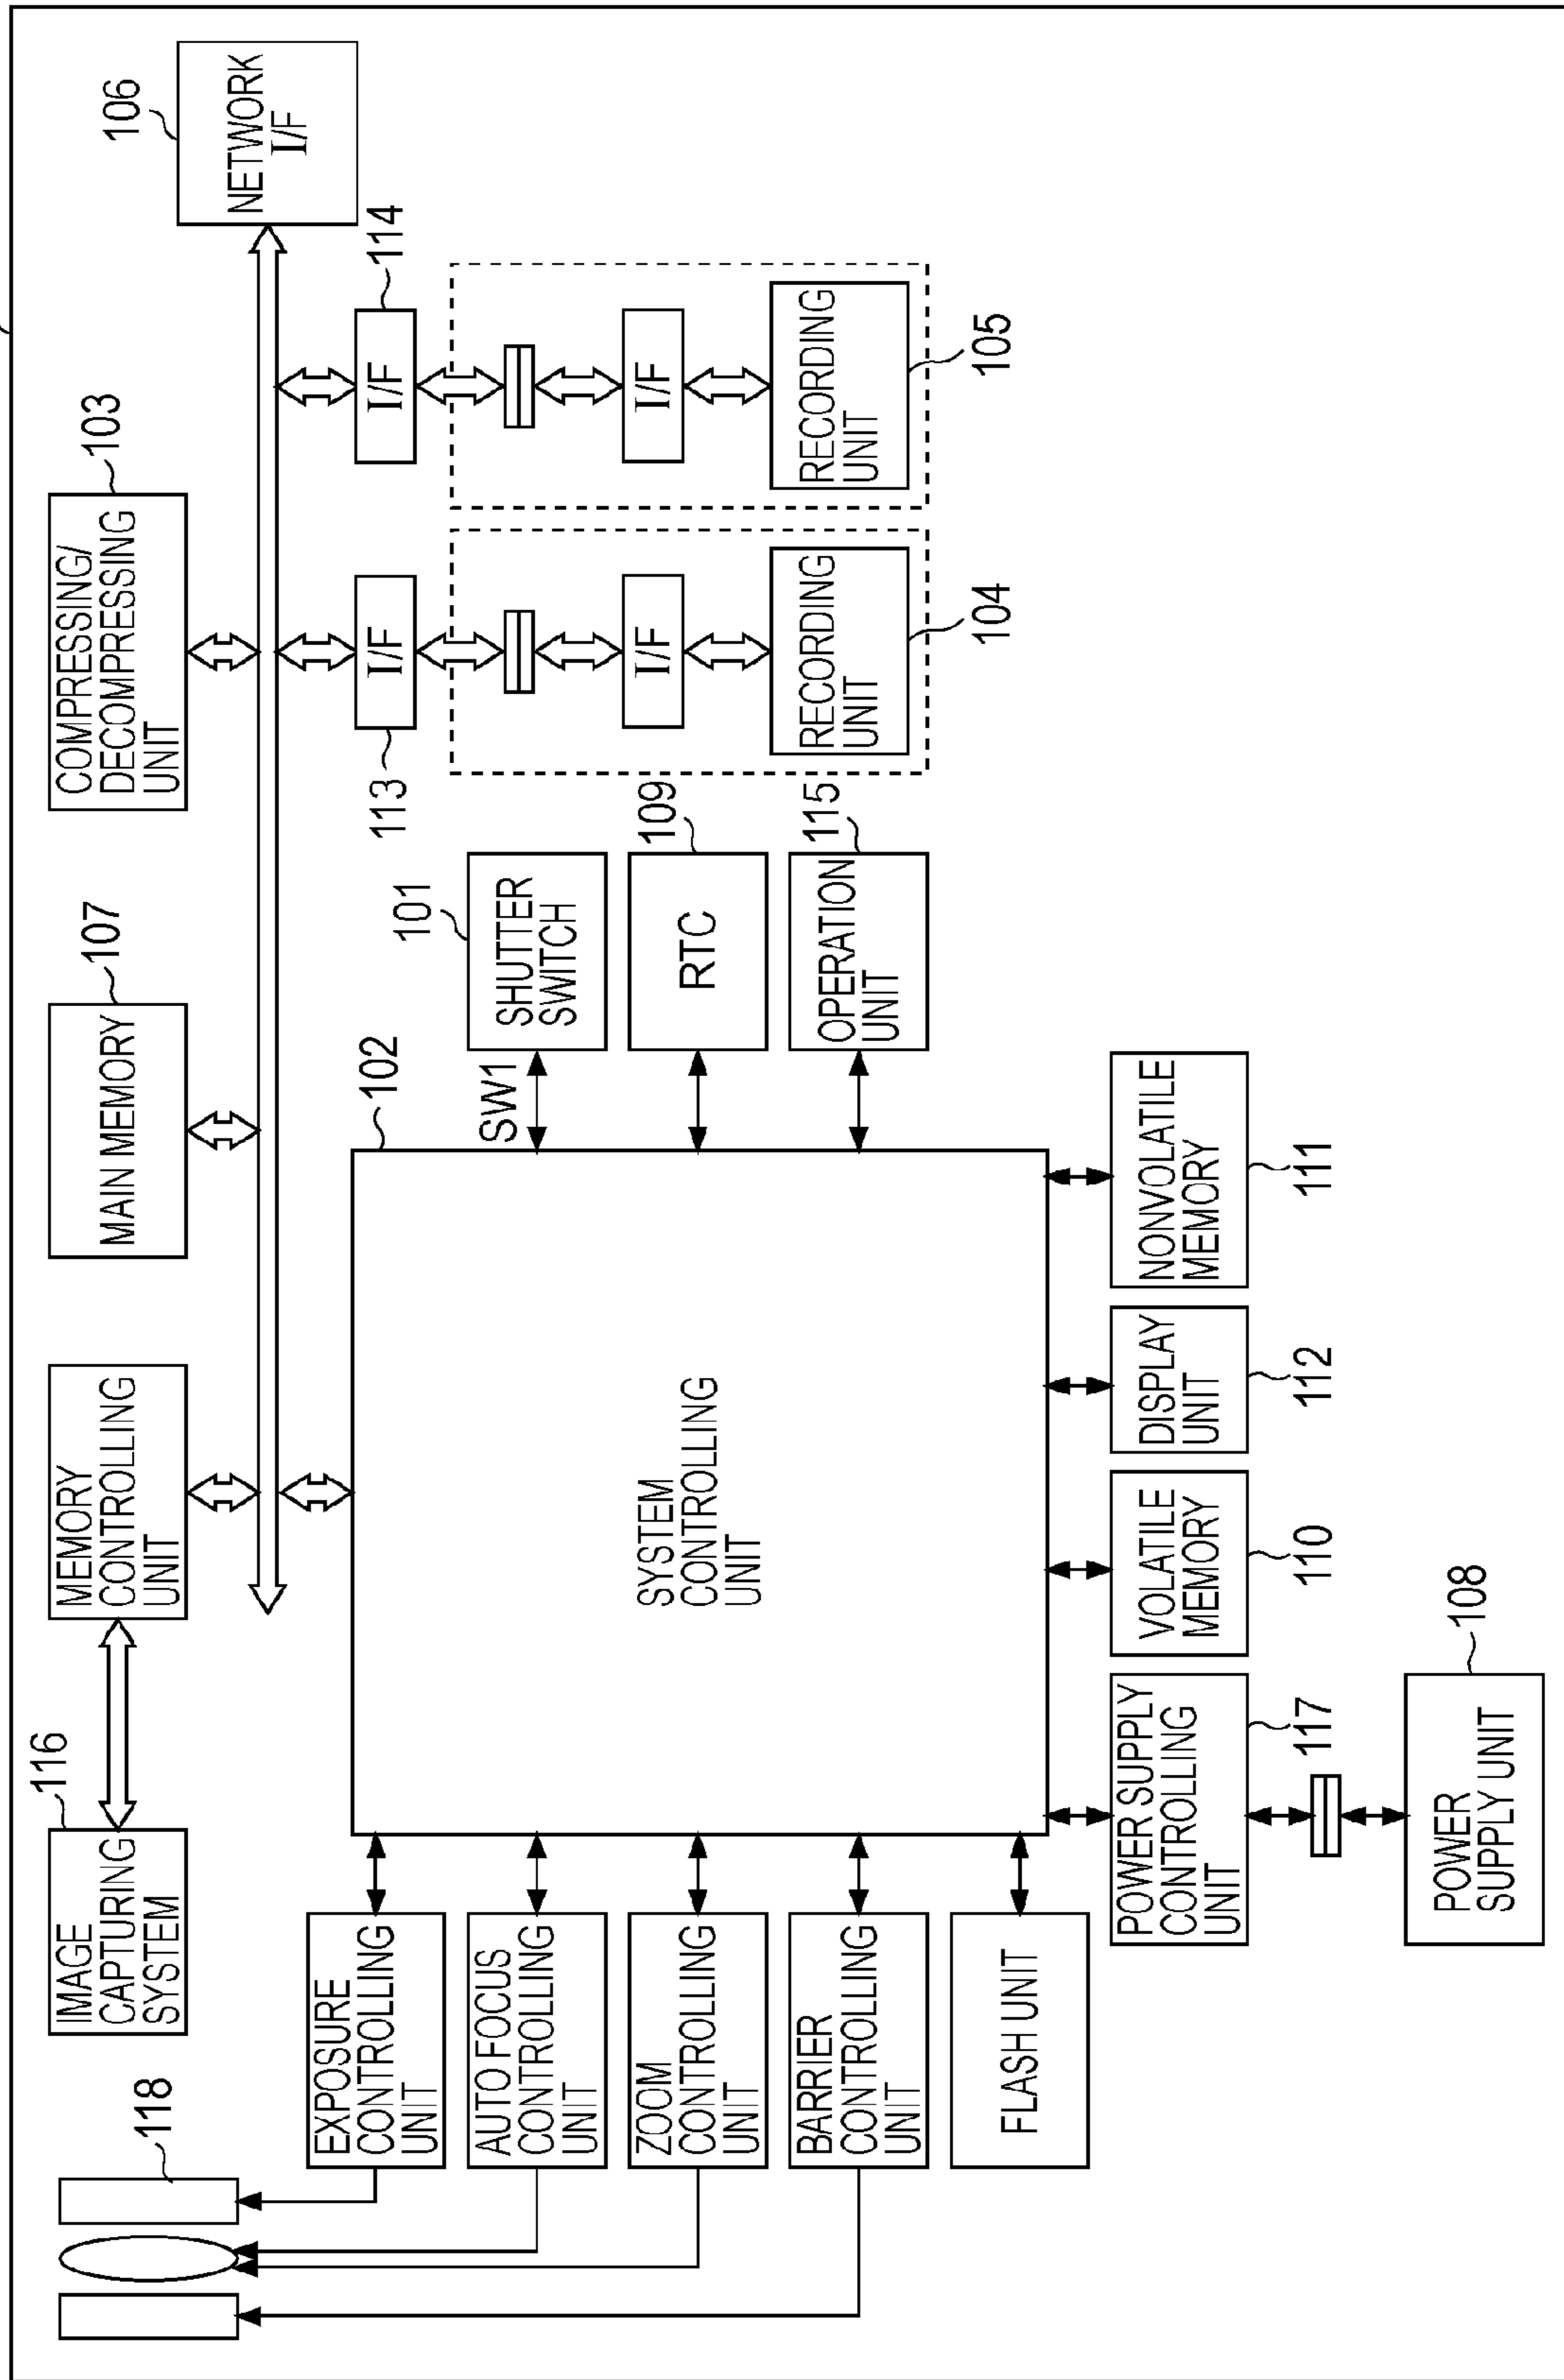 118
116
IMAGE
CAPTURING
SYSTEM
MEMORY
CONTROLLING
UNIT
107
MAIN MEMORY
103
COMPRESSING/
DECOMPRESSING
UNIT
106
NETWORK
I/F
EXPOSURE
CONTROLLING
UNIT
AUTO FOCUS
CONTROLLING
UNIT
ZOOM
CONTROLLING
UNIT
BARRIER
CONTROLLING
UNIT
FLASH UNIT
102
SYSTEM
CONTROLLING
UNIT
SW1
101
SHUTTER
SWITCH
109
RTC
115
OPERATION
UNIT
113
I/F
I/F
RECORDING
UNIT
104
114
I/F
I/F
RECORDING
UNIT
105
POWER SUPPLY
CONTROLLING
UNIT
117
VOLATILE
MEMORY
110
DISPLAY
UNIT
112
NONVOLATILE
MEMORY
111
108
POWER
SUPPLY UNIT